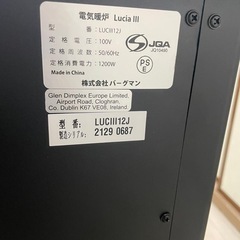 電気暖炉 Lucia III
型 番： LUCIII12J
定 格 電 圧： 100V
定 格 周 波 数： 50/60Hz
定格消費電力： 1200W
Made in China
JQA
PS
E
株式会社 バーグマン
Glen Dimplex Europe Limited,
Airport Road, Cloghran,
Co. Dublin K67 VE08, Ireland
型 番： LUCIII12J
製造シリアル： 2129 0687